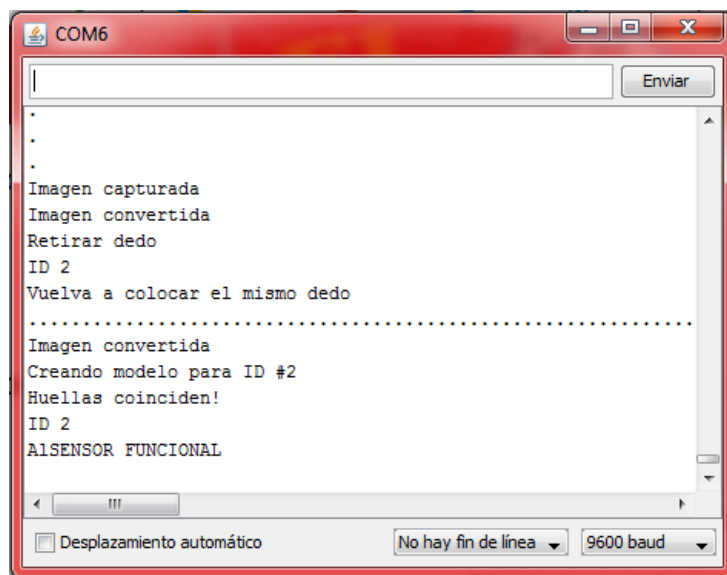 COM6
Enviar
.
.
.
Imagen capturada
Imagen convertida
Retirar dedo
ID 2
Vuelva a colocar el mismo dedo
................................................................
Imagen convertida
Creando modelo para ID #2
Huellas coinciden!
ID 2
AlSENSOR FUNCIONAL
Desplazamiento automático
No hay fin de línea
9600 baud